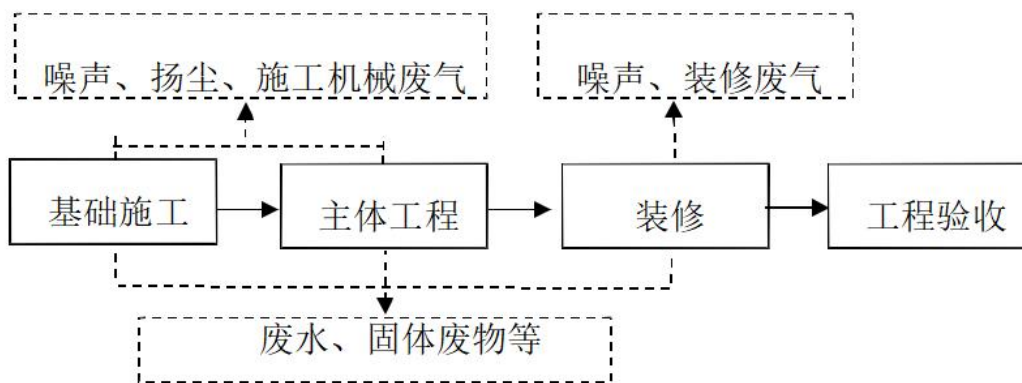 噪声、扬尘、施工机械废气
噪声、装修废气
基础施工
主体工程
装修
工程验收
废水、固体废物等